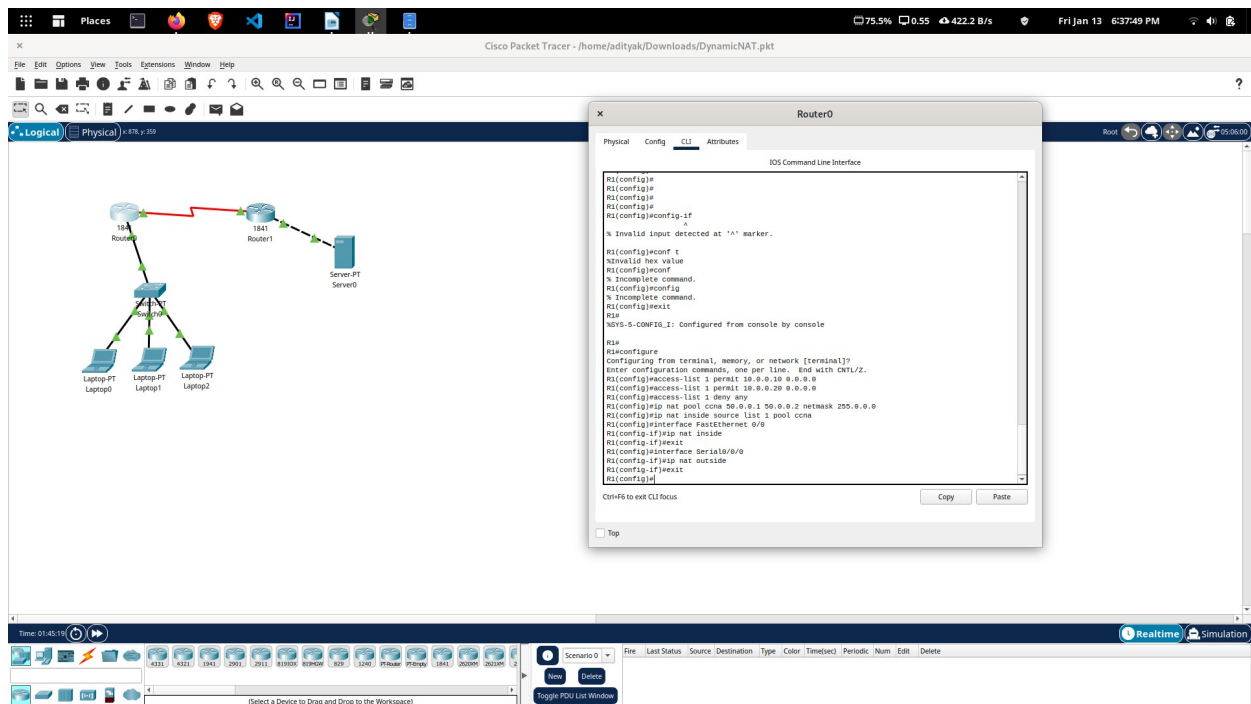 Places
75.5% 0.55 422.2 B/s
Fri Jan 13 6:37:49 PM
Cisco Packet Tracer - /home/adityak/Downloads/DynamicNAT.pkt
File Edit Options View Tools Extensions Window Help
?
Logical Physical x: 878, y: 359
Root 05:06:00
1841
Router0
1841
Router1
Server-PT
Server0
Switch-PT
Switch0
Laptop-PT
Laptop0
Laptop-PT
Laptop1
Laptop-PT
Laptop2
Router0
Physical Config CLI Attributes
IOS Command Line Interface
R1(config)#
R1(config)#
R1(config)#
R1(config)#
R1(config)#config-if
^
% Invalid input detected at '^' marker.
R1(config)#conf t
%Invalid hex value
R1(config)#conf
% Incomplete command.
R1(config)#config
% Incomplete command.
R1(config)#exit
R1#
%SYS-5-CONFIG_I: Configured from console by console
R1#
R1#configure
Configuring from terminal, memory, or network [terminal]?
Enter configuration commands, one per line. End with CNTL/Z.
R1(config)#access-list 1 permit 10.0.0.10 0.0.0.0
R1(config)#access-list 1 permit 10.0.0.20 0.0.0.0
R1(config)#access-list 1 deny any
R1(config)#ip nat pool ccna 50.0.0.1 50.0.0.2 netmask 255.0.0.0
R1(config)#ip nat inside source list 1 pool ccna
R1(config)#interface FastEthernet 0/0
R1(config-if)#ip nat inside
R1(config-if)#exit
R1(config)#interface Serial0/0/0
R1(config-if)#ip nat outside
R1(config-if)#exit
R1(config)#
Ctrl+F6 to exit CLI focus
Copy Paste
Top
Time: 01:45:19
Realtime Simulation
4331 4321 1941 2901 2911 819IOX 819HGW 829 1240 PT-Router PT-Empty 1841 2620XM 2621XM 2
(Select a Device to Drag and Drop to the Workspace)
Scenario 0
New Delete
Toggle PDU List Window
Fire Last Status Source Destination Type Color Time(sec) Periodic Num Edit Delete